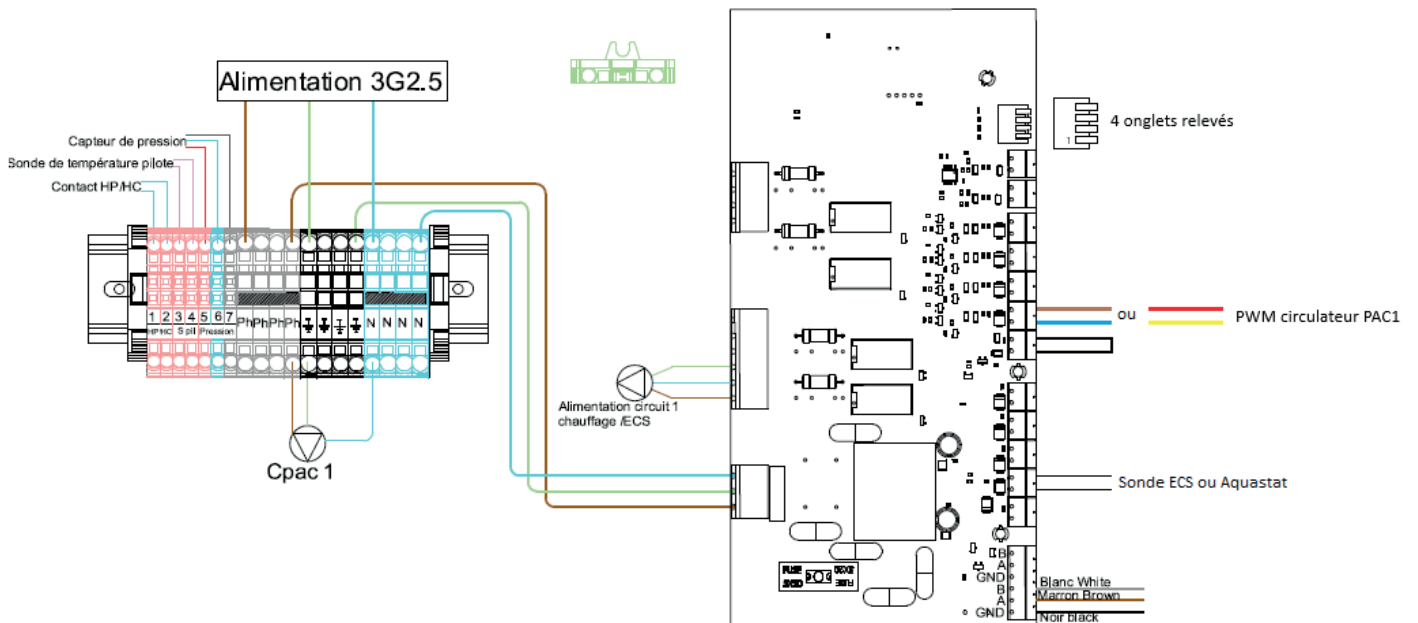 Alimentation 3G2.5
Capteur de pression
Sonde de température pilote
Contact HP/HC
1 2 3 4 5 6 7
HP HC S pil Pression
Ph Ph Ph Ph
N N N N
Cpac 1
Alimentation circuit 1
chauffage /ECS
1
4 onglets relevés
ou
PWM circulateur PAC1
Sonde ECS ou Aquastat
B
A
GND
B
A
GND
Blanc White
Marron Brown
Noir black